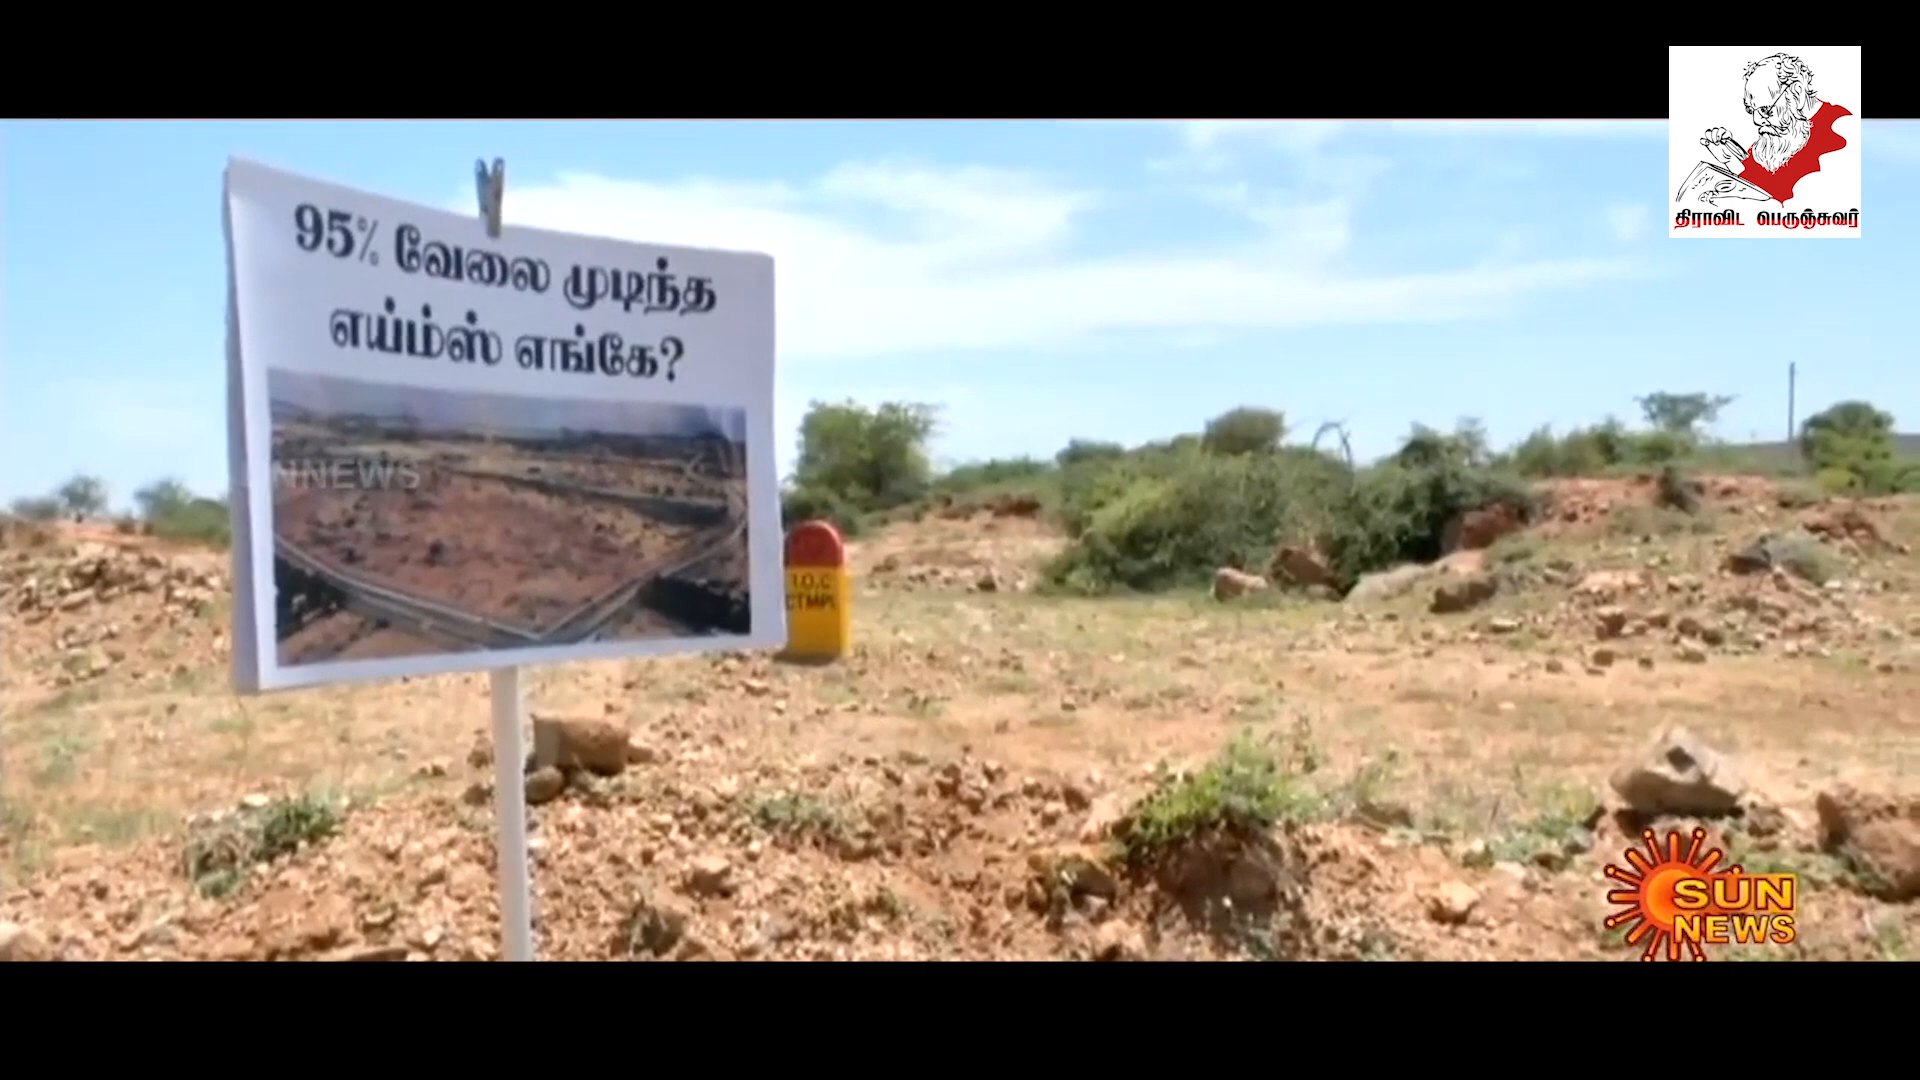 திராவிட பெருஞ்சுவர்
95% வேலை முடிந்த
எய்ம்ஸ் எங்கே?
NNEWS
I.O.C
CTMPL
SUN
NEWS